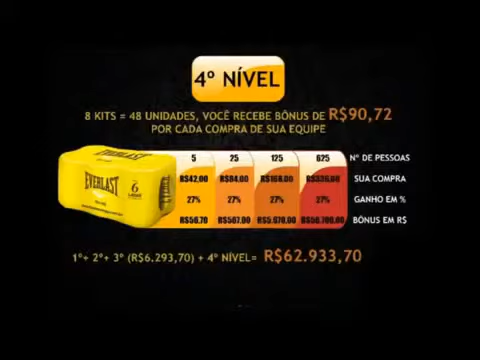 4º NÍVEL
8 KITS = 48 UNIDADES, VOCÊ RECEBE BÔNUS DE R$90,72
POR CADA COMPRA DE SUA EQUIPE
5 25 125 625 Nº DE PESSOAS
R$42,00 R$84,00 R$168,00 R$336,00 SUA COMPRA
27% 27% 27% 27% GANHO EM %
R$56,70 R$567,00 R$5.670,00 R$56.700,00 BÔNUS EM R$
EVERLAST
6
1º+ 2º+ 3º (R$6.293,70) + 4º NÍVEL= R$62.933,70